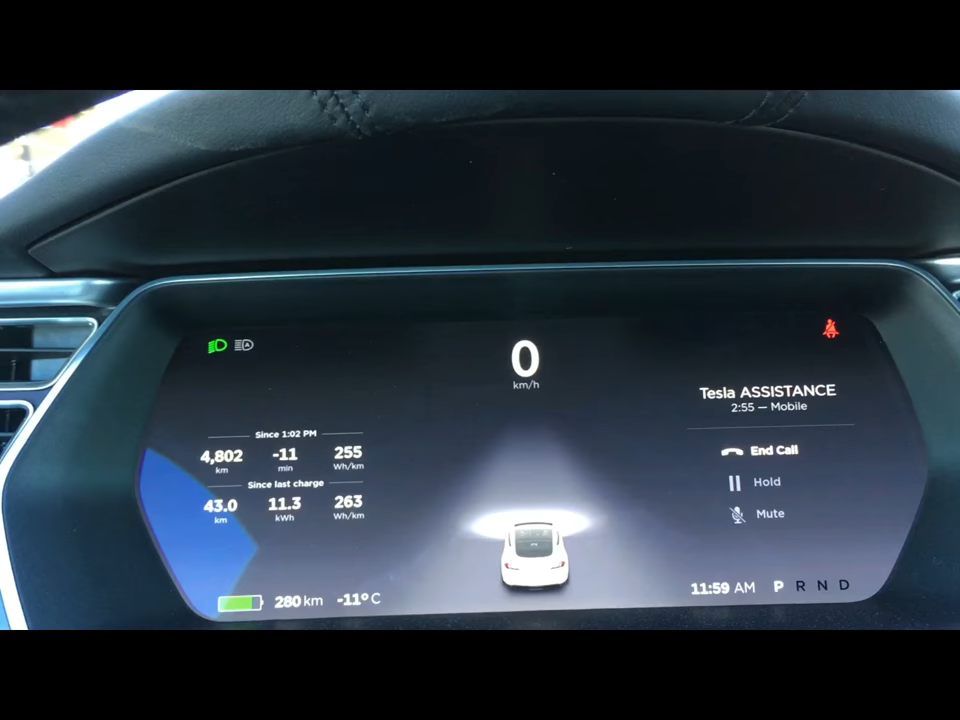 0
km/h
Tesla ASSISTANCE
2:55 — Mobile
End Call
Hold
Mute
Since 1:02 PM
4,802 -11 255
km min Wh/km
Since last charge
43.0 11.3 263
km kWh Wh/km
280 km -11°C
11:59 AM P R N D